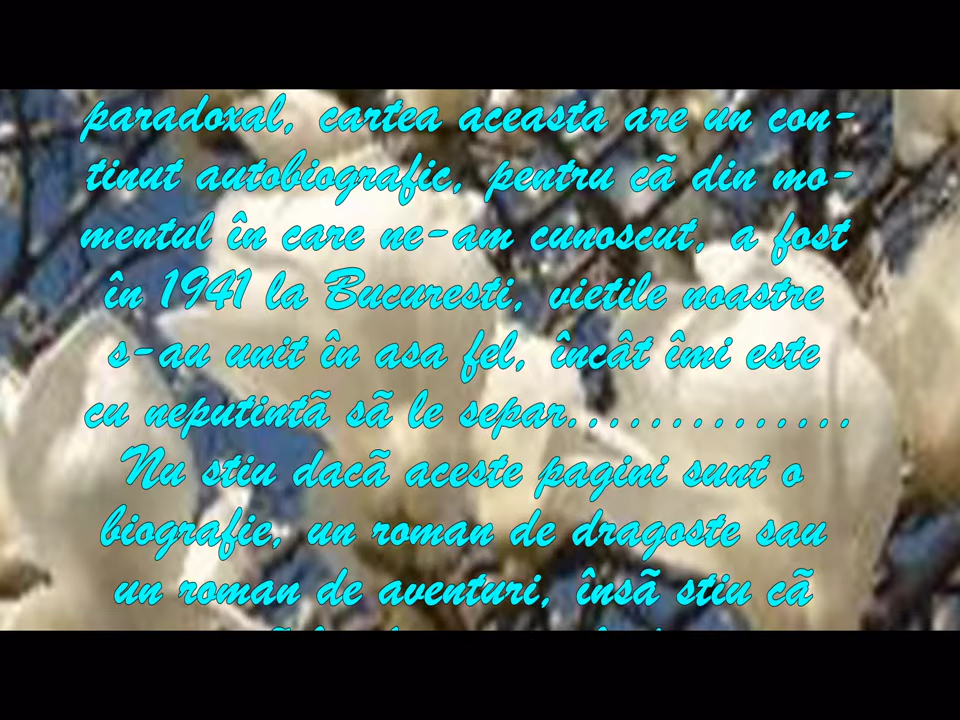 paradoxal, cartea aceasta are un con-
tinut autobiografic, pentru cã din mo-
mentul în care ne-am cunoscut, a fost
în 1941 la Bucuresti, vietile noastre
s-au unit în asa fel, încât îmi este
cu neputintã sã le separ..............
Nu stiu dacã aceste pagini sunt o
biografie, un roman de dragoste sau
un roman de aventuri, însã stiu cã